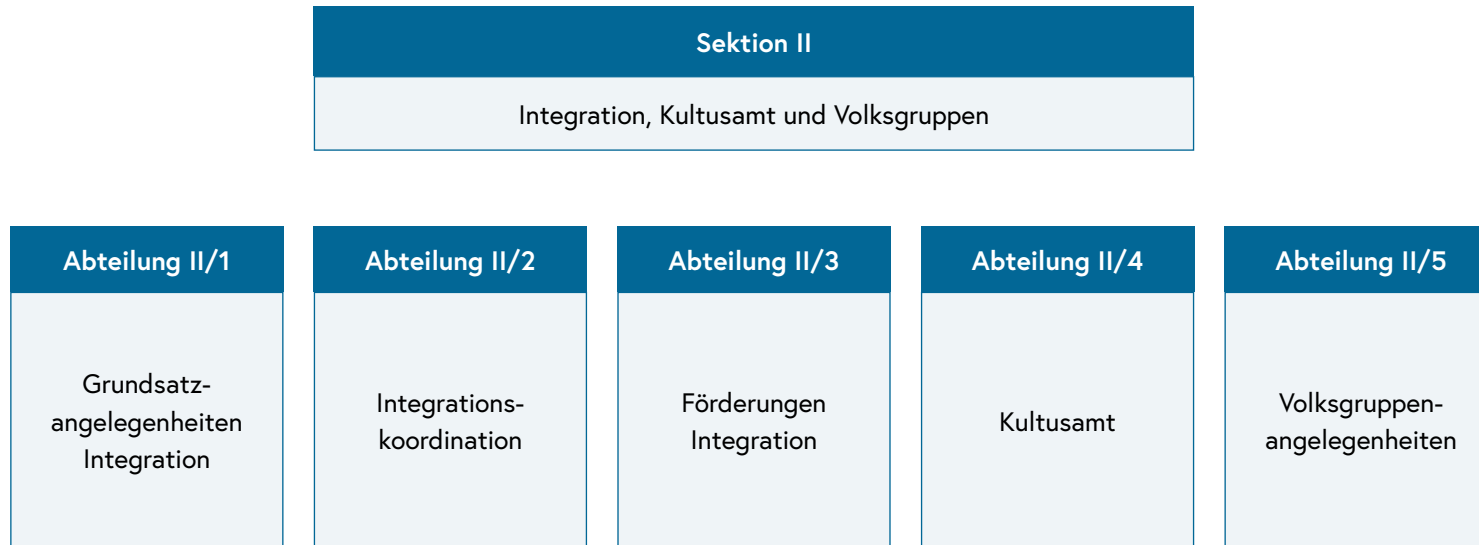 Sektion II
Integration, Kultusamt und Volksgruppen
Abteilung II/1
Grundsatz-
angelegenheiten
Integration
Abteilung II/2
Integrations-
koordination
Abteilung II/3
Förderungen
Integration
Abteilung II/4
Kultusamt
Abteilung II/5
Volksgruppen-
angelegenheiten